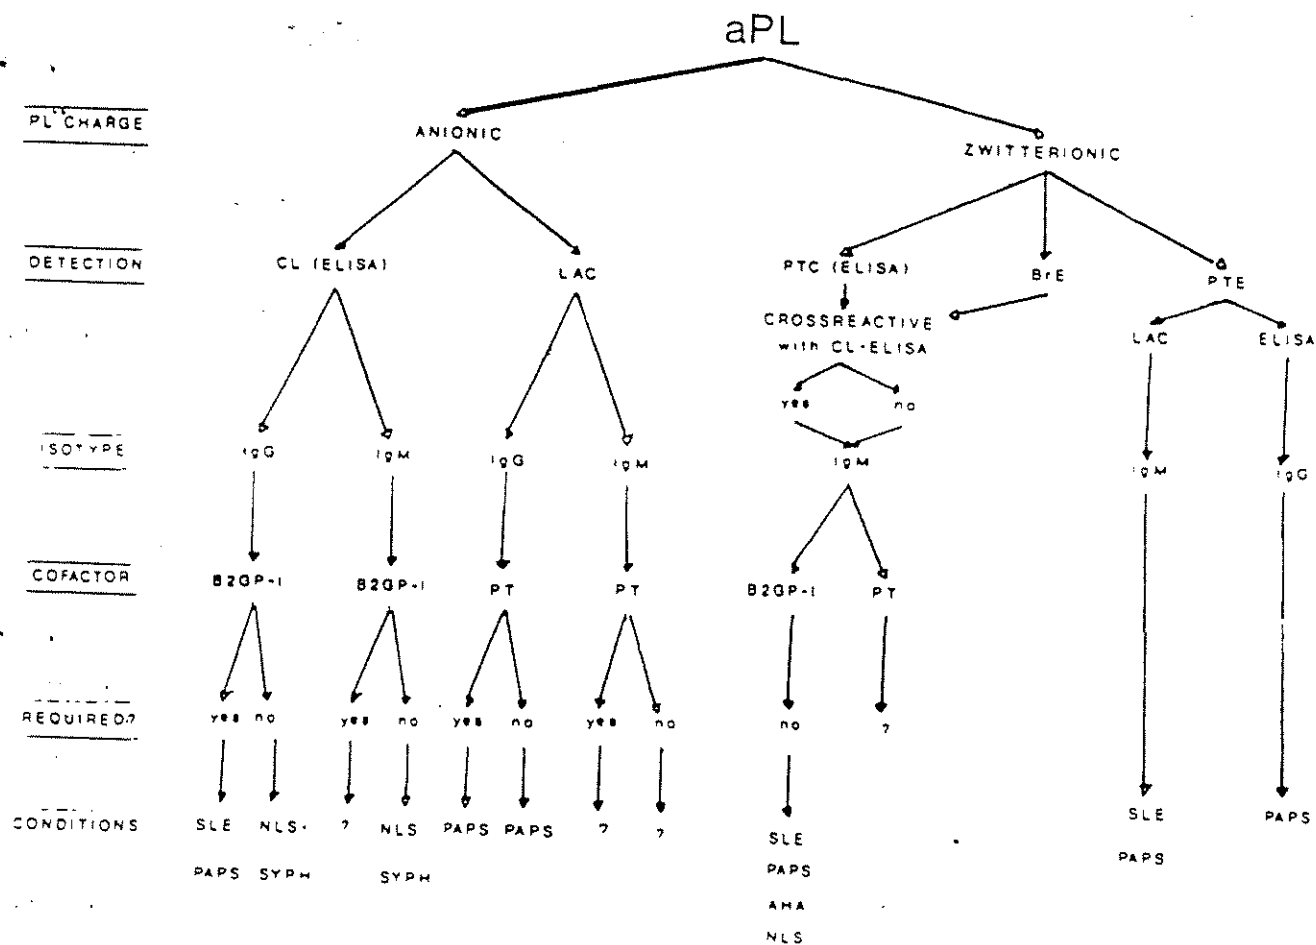 aPL
PL CHARGE
ANIONIC
ZWITTERIONIC
DETECTION
CL (ELISA)
LAC
PTC (ELISA)
BrE
PTE
CROSSREACTIVE
with CL-ELISA
LAC
ELISA
yes
no
ISOTYPE
IgG
IgM
IgG
IgM
IgM
IgM
IgG
COFACTOR
B2GP-I
B2GP-I
PT
PT
B2GP-I
PT
REQUIRED?
yes no
yes no
yes no
yes no
no
?
CONDITIONS
SLE
PAPS
NLS
SYPH
?
NLS
SYPH
PAPS
PAPS
?
?
SLE
PAPS
AHA
NLS
SLE
PAPS
PAPS